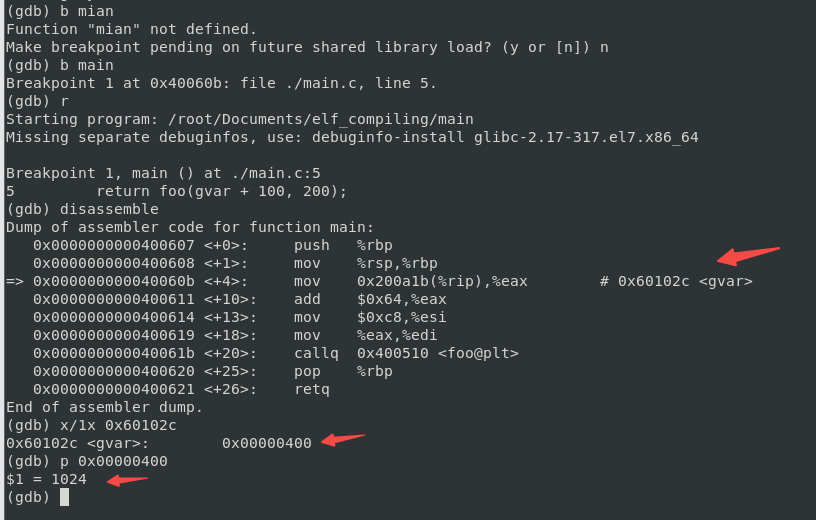 (gdb) b mian
Function "mian" not defined.
Make breakpoint pending on future shared library load? (y or [n]) n
(gdb) b main
Breakpoint 1 at 0x40060b: file ./main.c, line 5.
(gdb) r
Starting program: /root/Documents/elf_compiling/main
Missing separate debuginfos, use: debuginfo-install glibc-2.17-317.el7.x86_64

Breakpoint 1, main () at ./main.c:5
5         return foo(gvar + 100, 200);
(gdb) disassemble
Dump of assembler code for function main:
   0x0000000000400607 <+0>:     push   %rbp
   0x0000000000400608 <+1>:     mov    %rsp,%rbp
=> 0x000000000040060b <+4>:     mov    0x200a1b(%rip),%eax        # 0x60102c <gvar>
   0x0000000000400611 <+10>:    add    $0x64,%eax
   0x0000000000400614 <+13>:    mov    $0xc8,%esi
   0x0000000000400619 <+18>:    mov    %eax,%edi
   0x000000000040061b <+20>:    callq  0x400510 <foo@plt>
   0x0000000000400620 <+25>:    pop    %rbp
   0x0000000000400621 <+26>:    retq
End of assembler dump.
(gdb) x/1x 0x60102c
0x60102c <gvar>:        0x00000400
(gdb) p 0x00000400
$1 = 1024
(gdb)